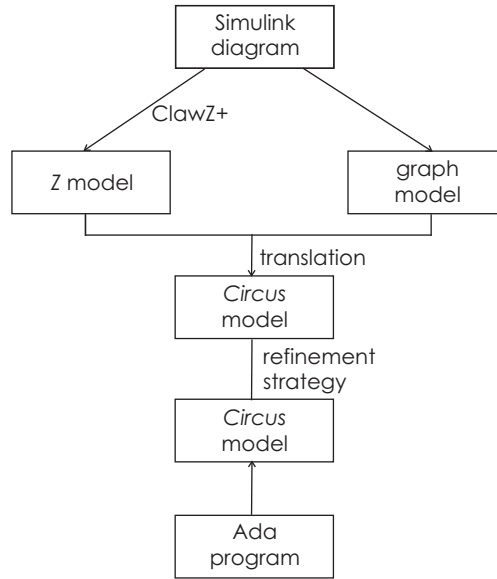 Simulink
diagram
ClawZ+
Z model
graph
model
translation
Circus
model
refinement
strategy
Circus
model
Ada
program